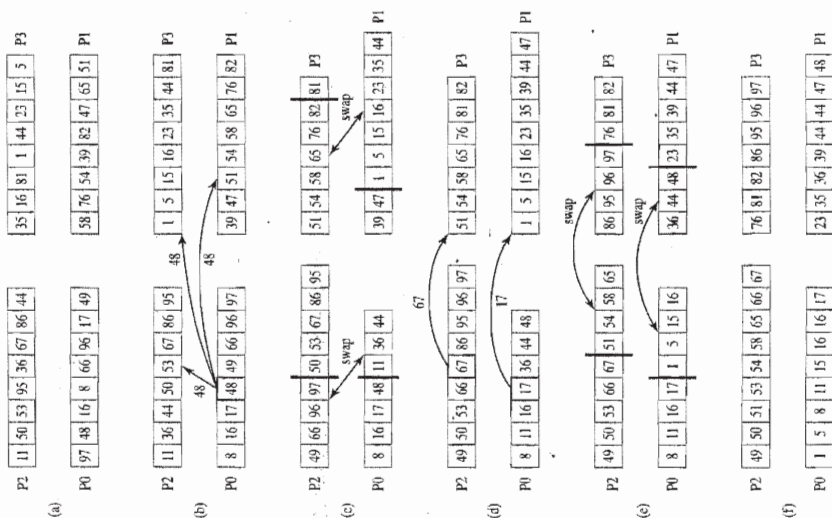 P2 11 50 53 95 36 67 86 44 35 16 81 1 44 23 15 5 P3
P0 97 48 16 8 66 96 17 49 58 76 54 39 82 47 65 51 P1
(a)
P2 11 36 44 50 53 67 86 95 1 5 15 16 23 35 44 81 P3
48 48 48
P0 8 16 17 48 49 66 96 97 39 47 51 54 58 65 76 82 P1
(b)
P2 49 66 96 97 50 53 67 86 95 51 54 58 65 76 82 81 P3
swap swap
P0 8 16 17 48 11 36 44 39 47 1 5 15 16 23 35 44 P1
(c)
67
P2 49 50 53 66 67 86 95 96 97 51 54 58 65 76 81 82 P3
17
P0 8 11 16 17 36 44 48 1 5 15 16 23 35 39 44 47 P1
(d)
swap
P2 49 50 53 66 67 51 54 58 65 86 95 96 97 76 81 82 P3
swap
P0 8 11 16 17 1 5 15 16 36 44 48 23 35 39 44 47 P1
(e)
P2 49 50 51 53 54 58 65 66 67 76 81 82 86 95 96 97 P3
P0 1 5 8 11 15 16 16 17 23 35 36 39 44 44 47 48 P1
(f)